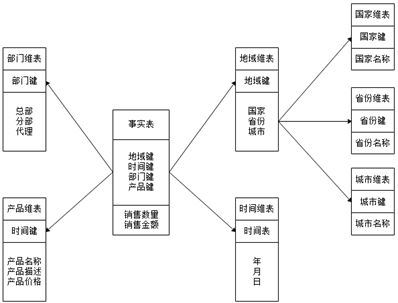 部门维表
部门键
总部
分部
代理
产品维表
时间键
产品名称
产品描述
产品价格
事实表
地域键
时间键
部门键
产品键
销售数量
销售金额
地域维表
地域键
国家
省份
城市
时间维表
时间表
年
月
日
国家维表
国家键
国家名称
省份维表
省份键
省份名称
城市维表
城市键
城市名称